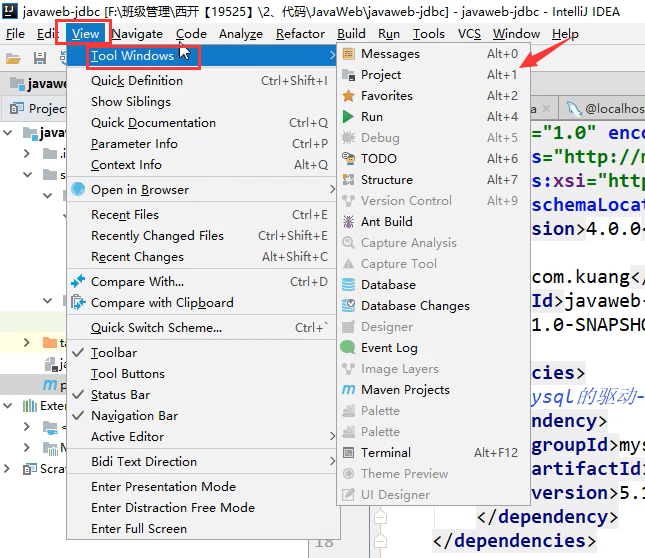 javaweb-jdbc [F:\班级管理\西开【19525】\2、代码\JavaWeb\javaweb-jdbc] - javaweb-jdbc - IntelliJ IDEA
File Edit View Navigate Code Analyze Refactor Build Run Tools VCS Window Help
Tool Windows
Quick Definition Ctrl+Shift+I
Show Siblings
Quick Documentation Ctrl+Q
Parameter Info Ctrl+P
Context Info Alt+Q
Open in Browser
Recent Files Ctrl+E
Recently Changed Files Ctrl+Shift+E
Recent Changes Alt+Shift+C
Compare With... Ctrl+D
Compare with Clipboard
Quick Switch Scheme... Ctrl+`
Toolbar
Tool Buttons
Status Bar
Navigation Bar
Active Editor
Bidi Text Direction
Enter Presentation Mode
Enter Distraction Free Mode
Enter Full Screen
Messages Alt+0
Project Alt+1
Favorites Alt+2
Run Alt+4
Debug Alt+5
TODO Alt+6
Structure Alt+7
Version Control Alt+9
Ant Build
Capture Analysis
Capture Tool
Database
Database Changes
Designer
Event Log
Image Layers
Maven Projects
Palette
Palette
Terminal Alt+F12
Theme Preview
UI Designer
javaw
Projec
javaw
.i
s
ta
ja
p
Exter
<
M
Scrat
@localhos
="1.0" enco
s="http://m
s:xsi="http
schemaLocat
sion>4.0.0<
com.kuang</
Id>javaweb-
1.0-SNAPSHO
cies>
ysql的驱动-
dency>
groupId>mys
artifactId
version>5.1
</dependency>
18
</dependencies>